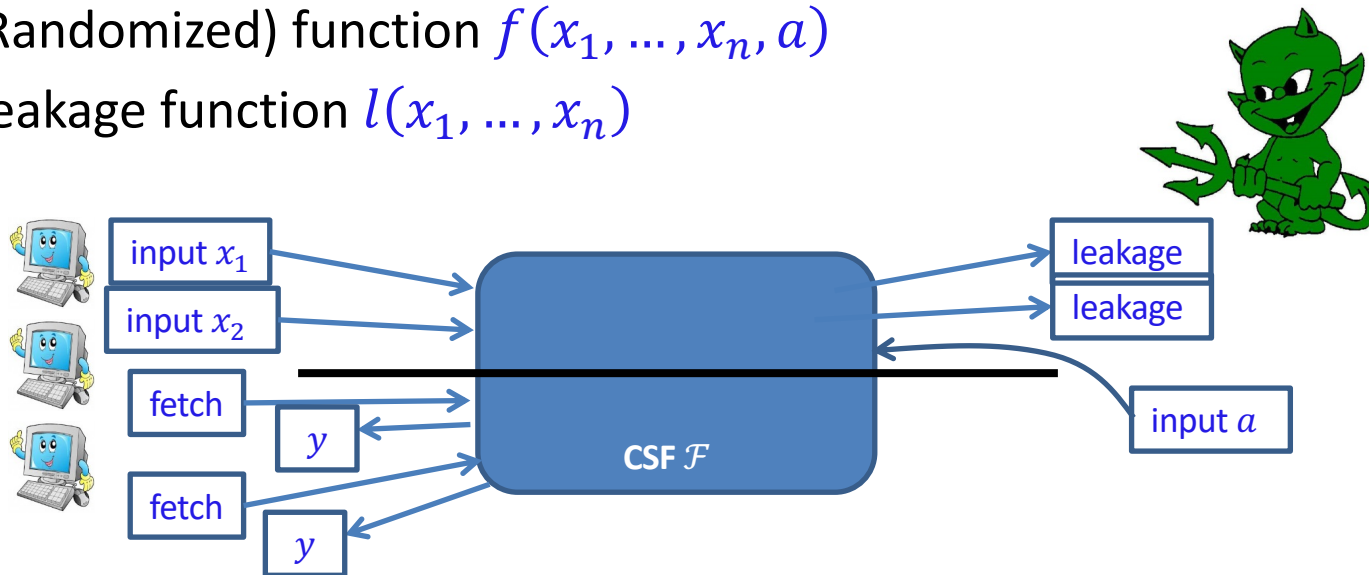 Randomized) function f(x₁, ... , xₙ, a)
eakage function l(x₁, ... , xₙ)
input x₁
leakage
input x₂
leakage
fetch
input a
y
CSF ℱ
fetch
y